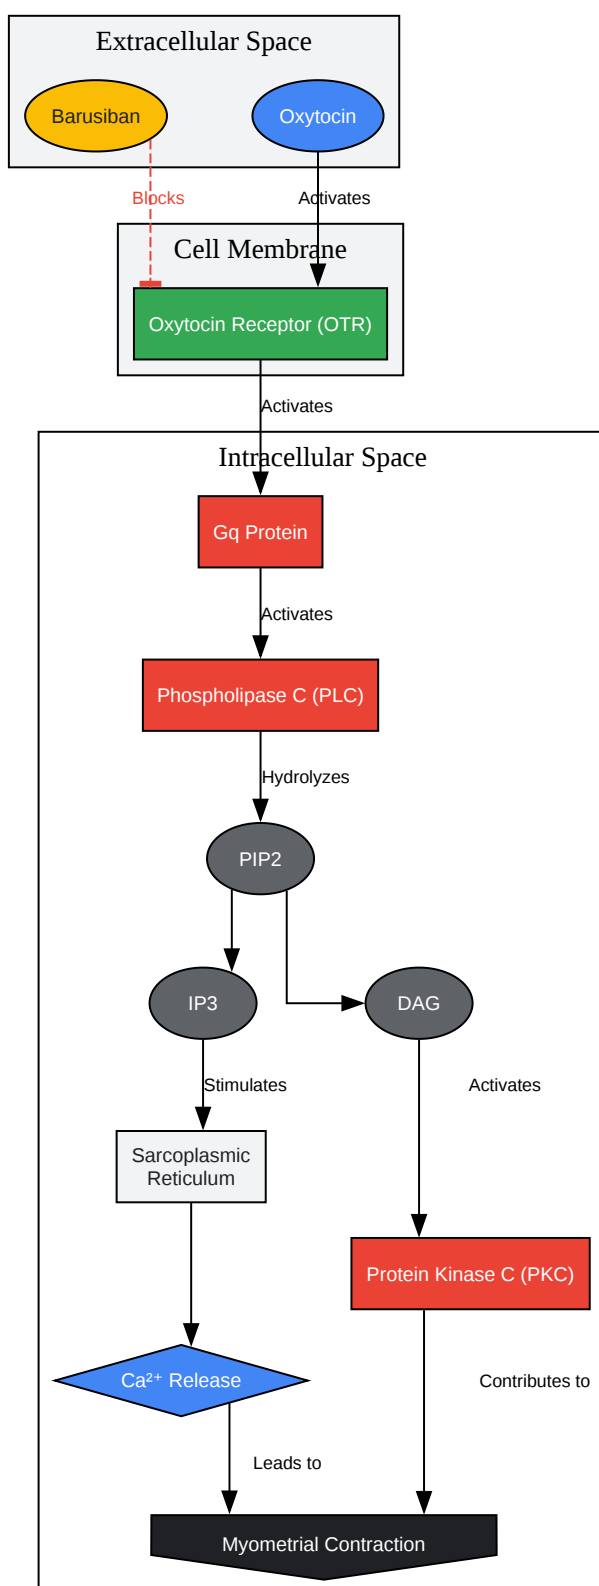 Extracellular Space
Barusiban
Oxytocin
Blocks
Activates
Cell Membrane
Oxytocin Receptor (OTR)
Activates
Intracellular Space
Gq Protein
Activates
Phospholipase C (PLC)
Hydrolyzes
PIP2
IP3
DAG
Stimulates
Activates
Sarcoplasmic
Reticulum
Protein Kinase C (PKC)
Ca²⁺ Release
Contributes to
Leads to
Myometrial Contraction